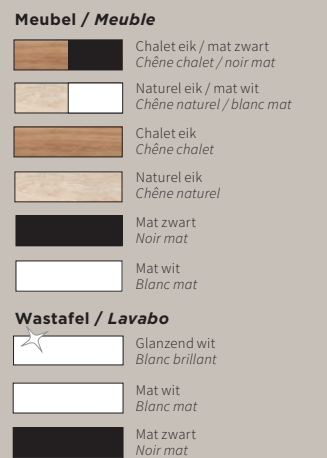 Meubel / Meuble
Chalet eik / mat zwart
Chêne chalet / noir mat
Naturel eik / mat wit
Chêne naturel / blanc mat
Chalet eik
Chêne chalet
Naturel eik
Chêne naturel
Mat zwart
Noir mat
Mat wit
Blanc mat
Wastafel / Lavabo
Glanzend wit
Blanc brillant
Mat wit
Blanc mat
Mat zwart
Noir mat